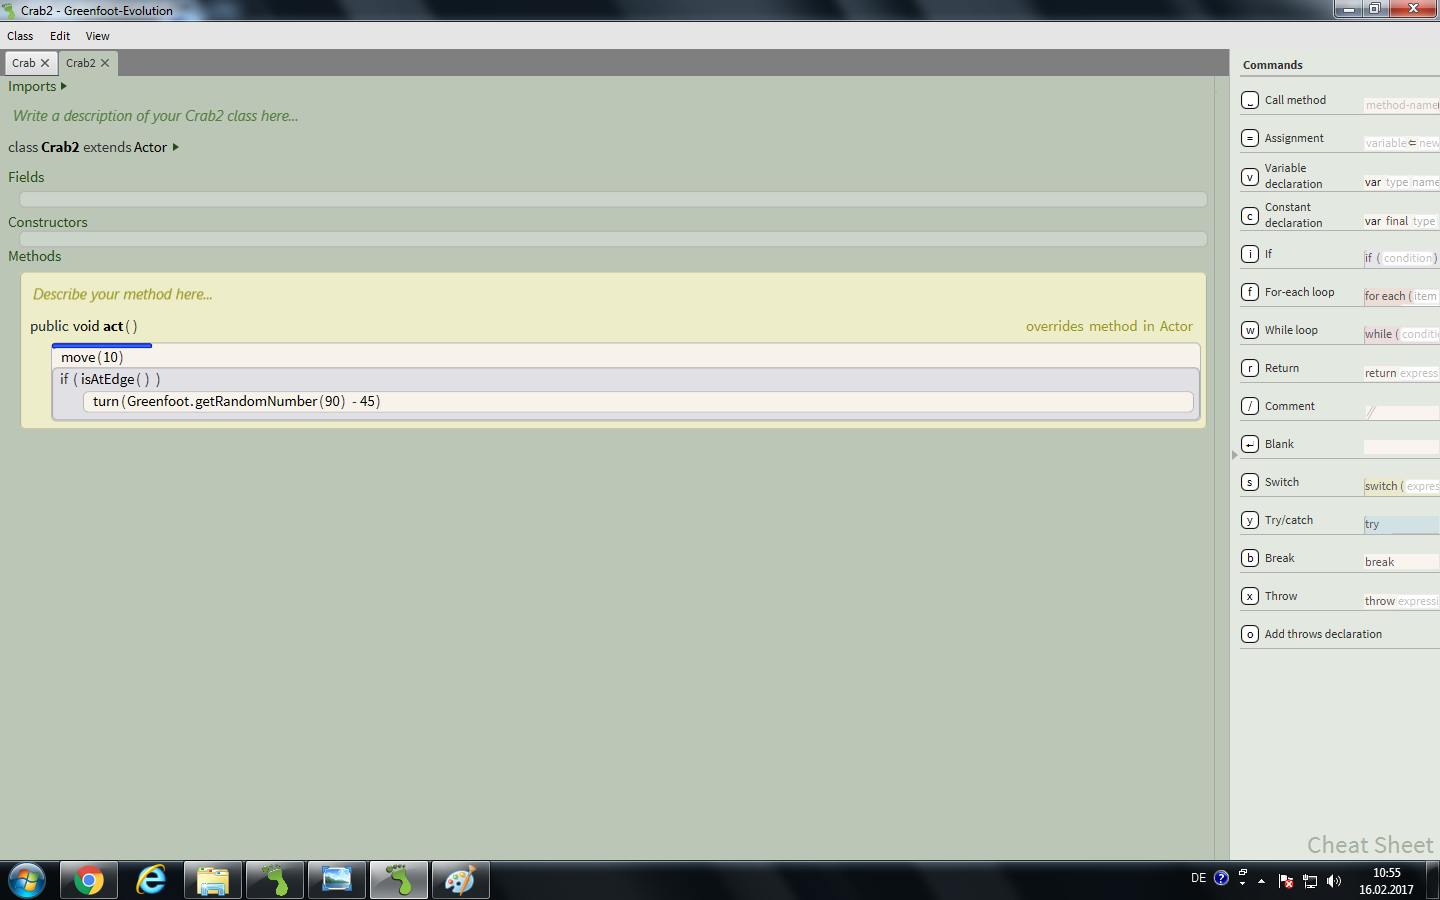 Crab2 - Greenfoot-Evolution
Class Edit View
Crab Crab2
Imports
Write a description of your Crab2 class here...
class Crab2 extends Actor
Fields
Constructors
Methods
Describe your method here...
public void act()
overrides method in Actor
move(10)
if ( isAtEdge() )
turn(Greenfoot.getRandomNumber(90) - 45)
Commands
Call method method-name
= Assignment variable ⇐ new
v Variable declaration var type name
c Constant declaration var final type
i If if ( condition )
f For-each loop for each ( item
w While loop while ( conditi
r Return return express
/ Comment //
Blank
s Switch switch ( expres
y Try/catch try
b Break break
x Throw throw expressi
o Add throws declaration
Cheat Sheet
DE
10:55
16.02.2017